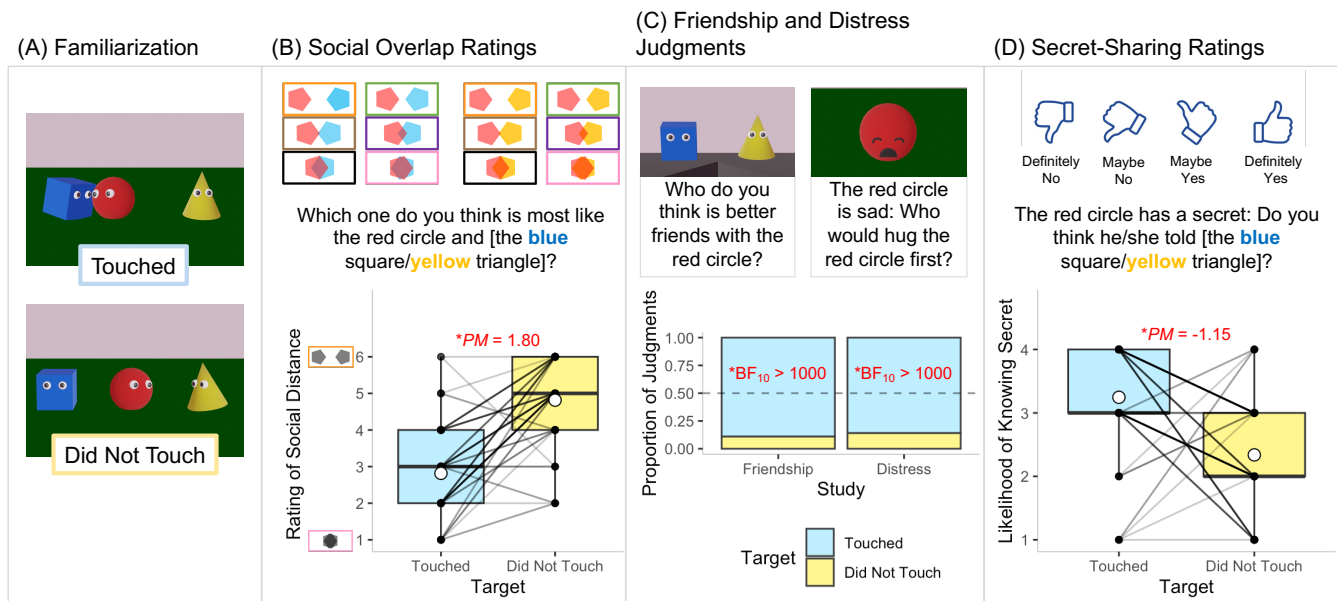 (A) Familiarization
Touched
Did Not Touch
(B) Social Overlap Ratings
Which one do you think is most like
the red circle and [the blue
square/yellow triangle]?
*PM = 1.80
Rating of Social Distance
6
5
4
3
2
1
Touched
Did Not Touch
Target
(C) Friendship and Distress
Judgments
Who do you
think is better
friends with the
red circle?
The red circle
is sad: Who
would hug the
red circle first?
Proportion of Judgments
1.00
0.75
0.50
0.25
0.00
*BF₁₀ > 1000
*BF₁₀ > 1000
Friendship
Distress
Study
Target
Touched
Did Not Touch
(D) Secret-Sharing Ratings
Definitely
No
Maybe
No
Maybe
Yes
Definitely
Yes
The red circle has a secret: Do you
think he/she told [the blue
square/yellow triangle]?
*PM = -1.15
Likelihood of Knowing Secret
4
3
2
1
Touched
Did Not Touch
Target